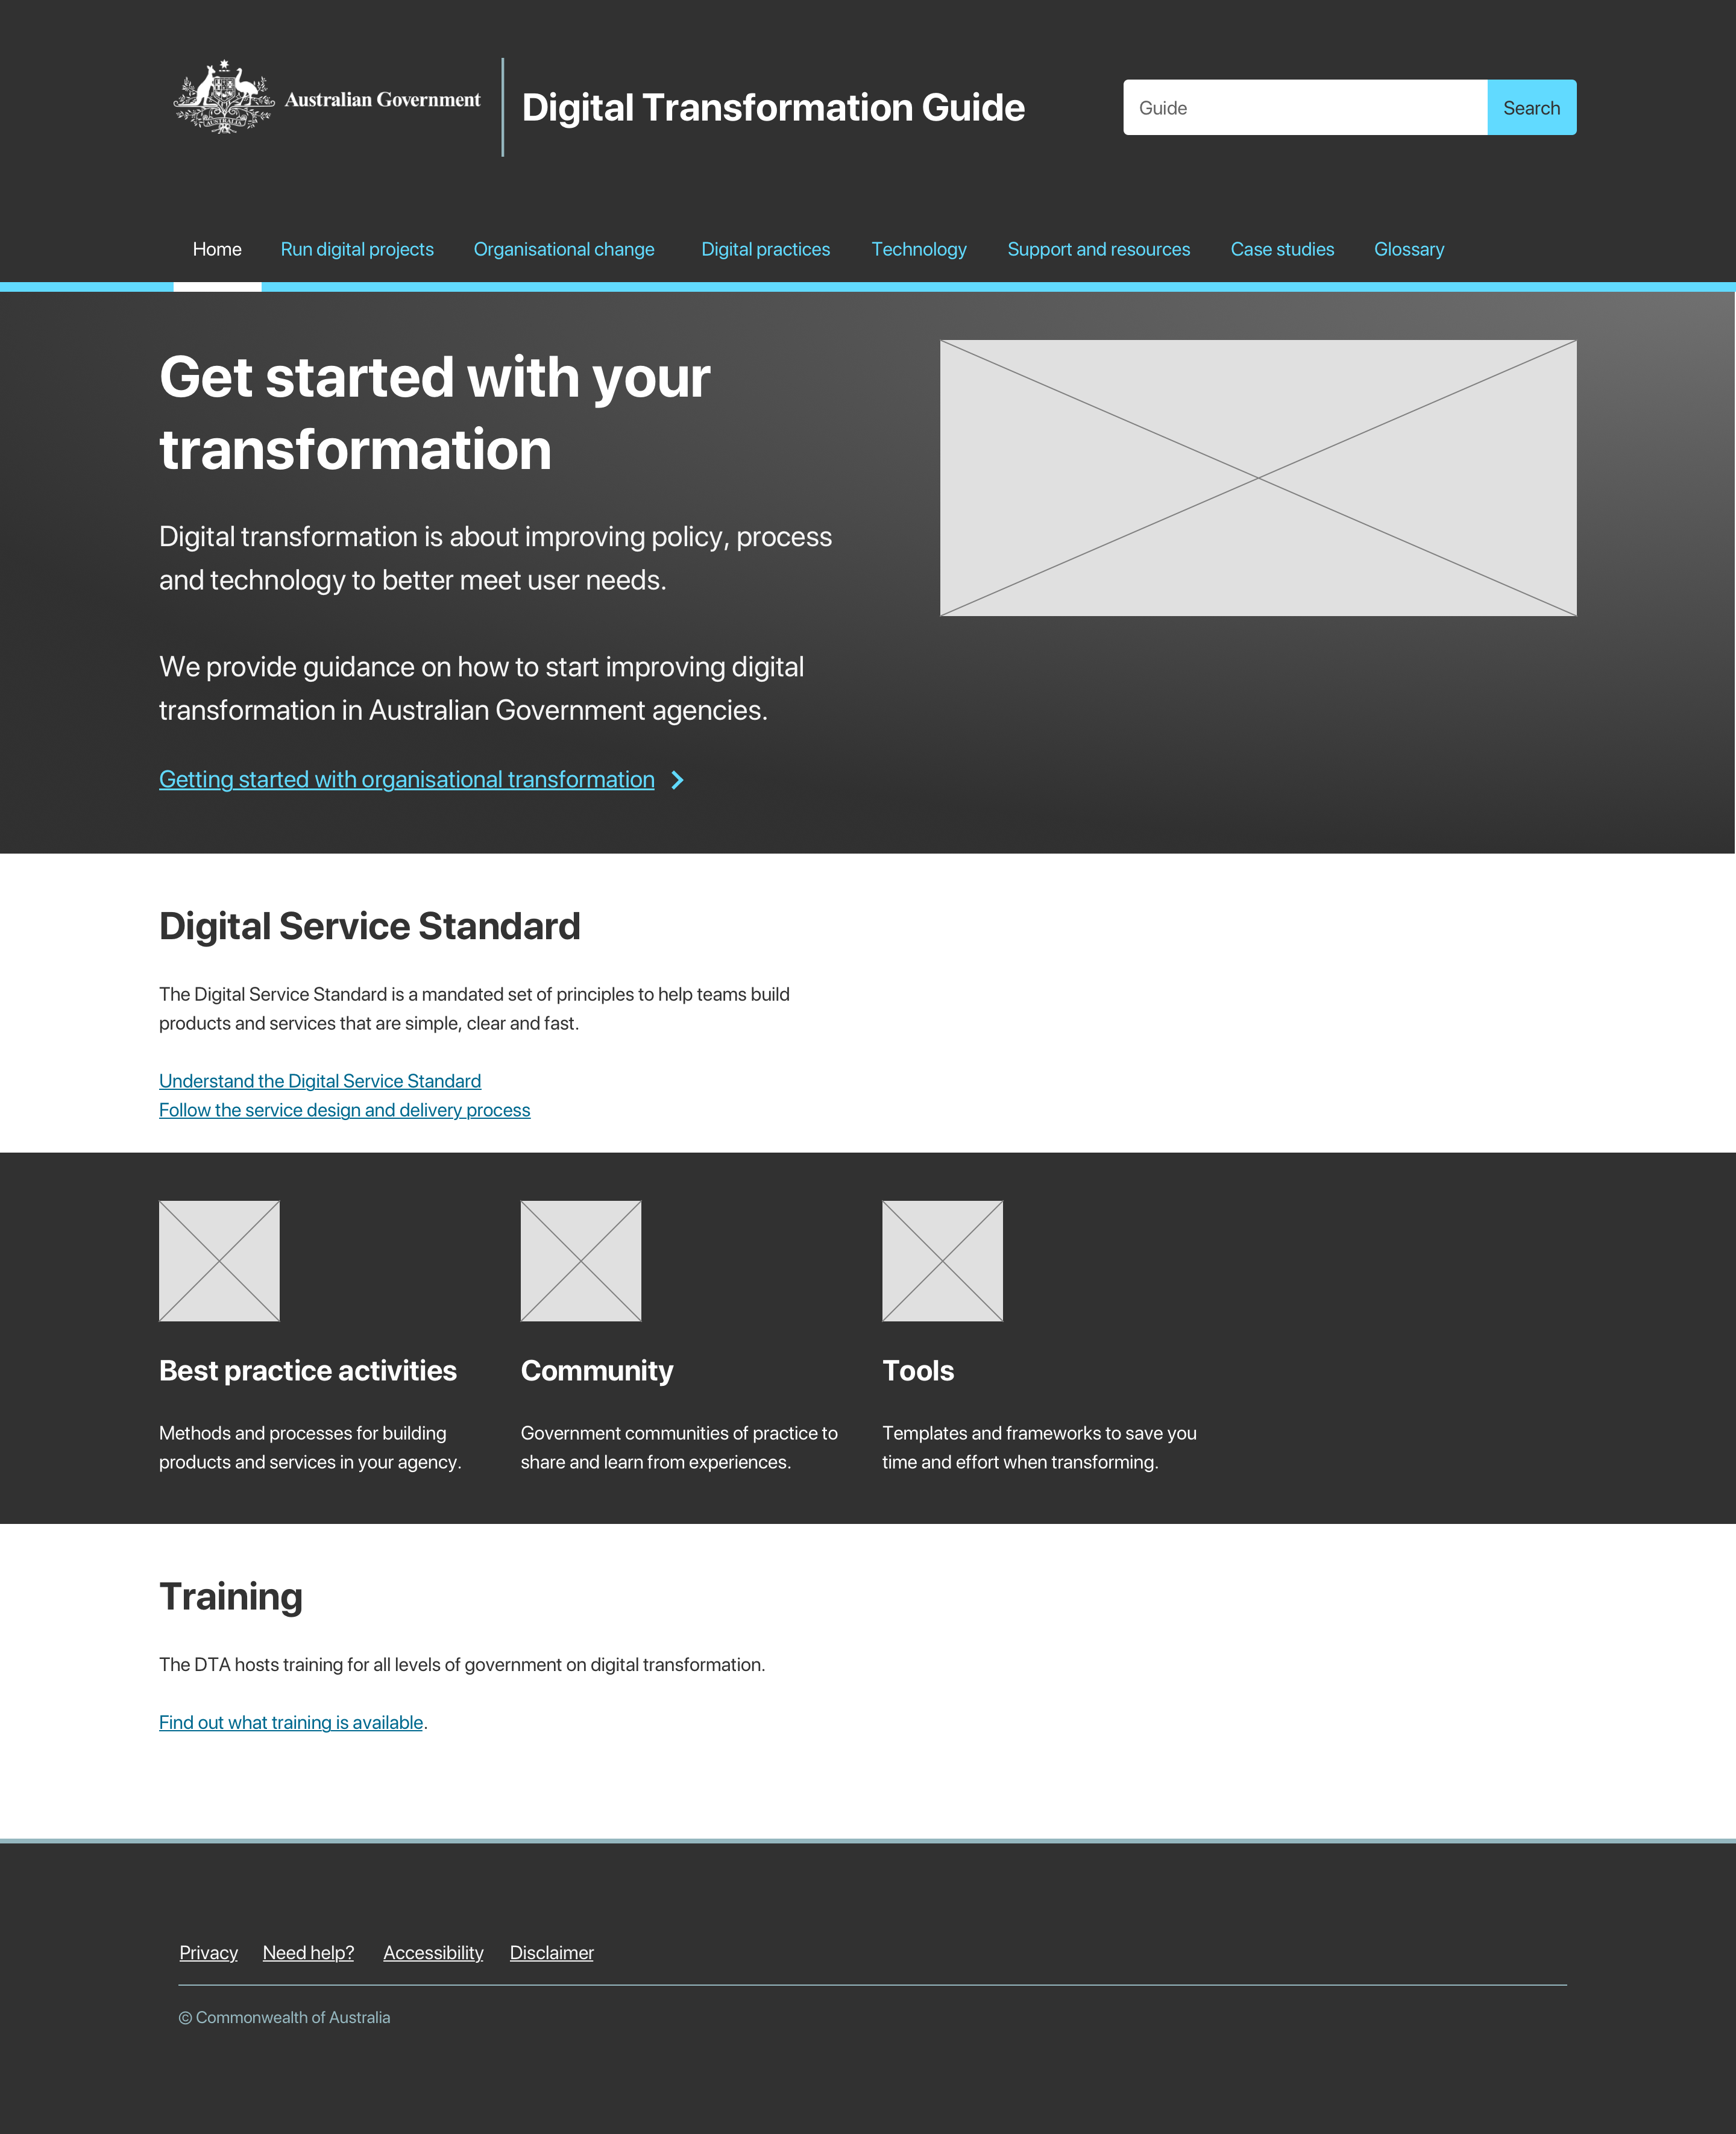 Australian Government
Digital Transformation Guide
Guide
Search
Home
Run digital projects
Organisational change
Digital practices
Technology
Support and resources
Case studies
Glossary
Get started with your
transformation
Digital transformation is about improving policy, process
and technology to better meet user needs.
We provide guidance on how to start improving digital
transformation in Australian Government agencies.
Getting started with organisational transformation
Digital Service Standard
The Digital Service Standard is a mandated set of principles to help teams build
products and services that are simple, clear and fast.
Understand the Digital Service Standard
Follow the service design and delivery process
Best practice activities
Methods and processes for building
products and services in your agency.
Community
Government communities of practice to
share and learn from experiences.
Tools
Templates and frameworks to save you
time and effort when transforming.
Training
The DTA hosts training for all levels of government on digital transformation.
Find out what training is available.
Privacy
Need help?
Accessibility
Disclaimer
© Commonwealth of Australia